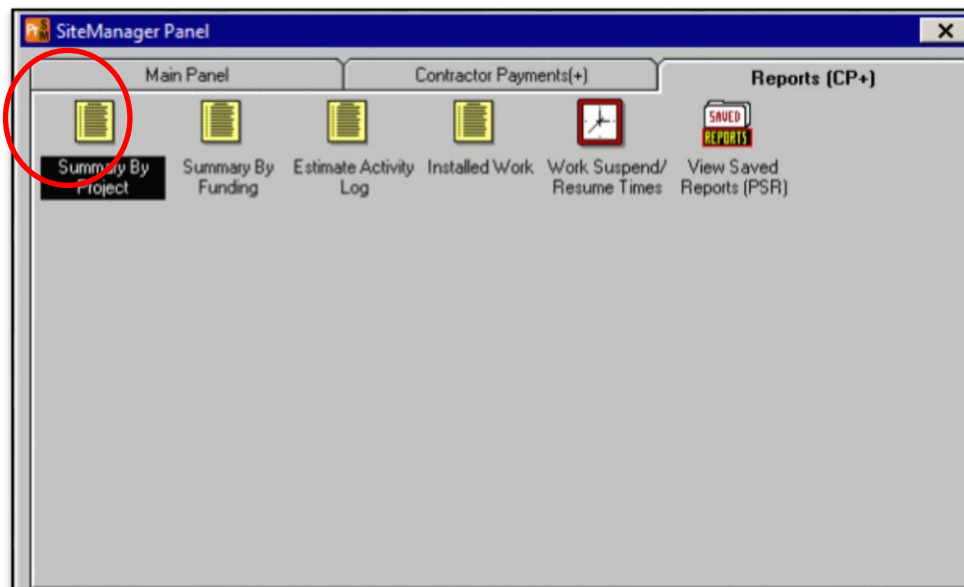 SiteManager Panel
Main Panel
Contractor Payments(+)
Reports (CP+)
SAVED
REPORTS
Summary By
Project
Summary By
Funding
Estimate Activity
Log
Installed Work
Work Suspend/
Resume Times
View Saved
Reports (PSR)